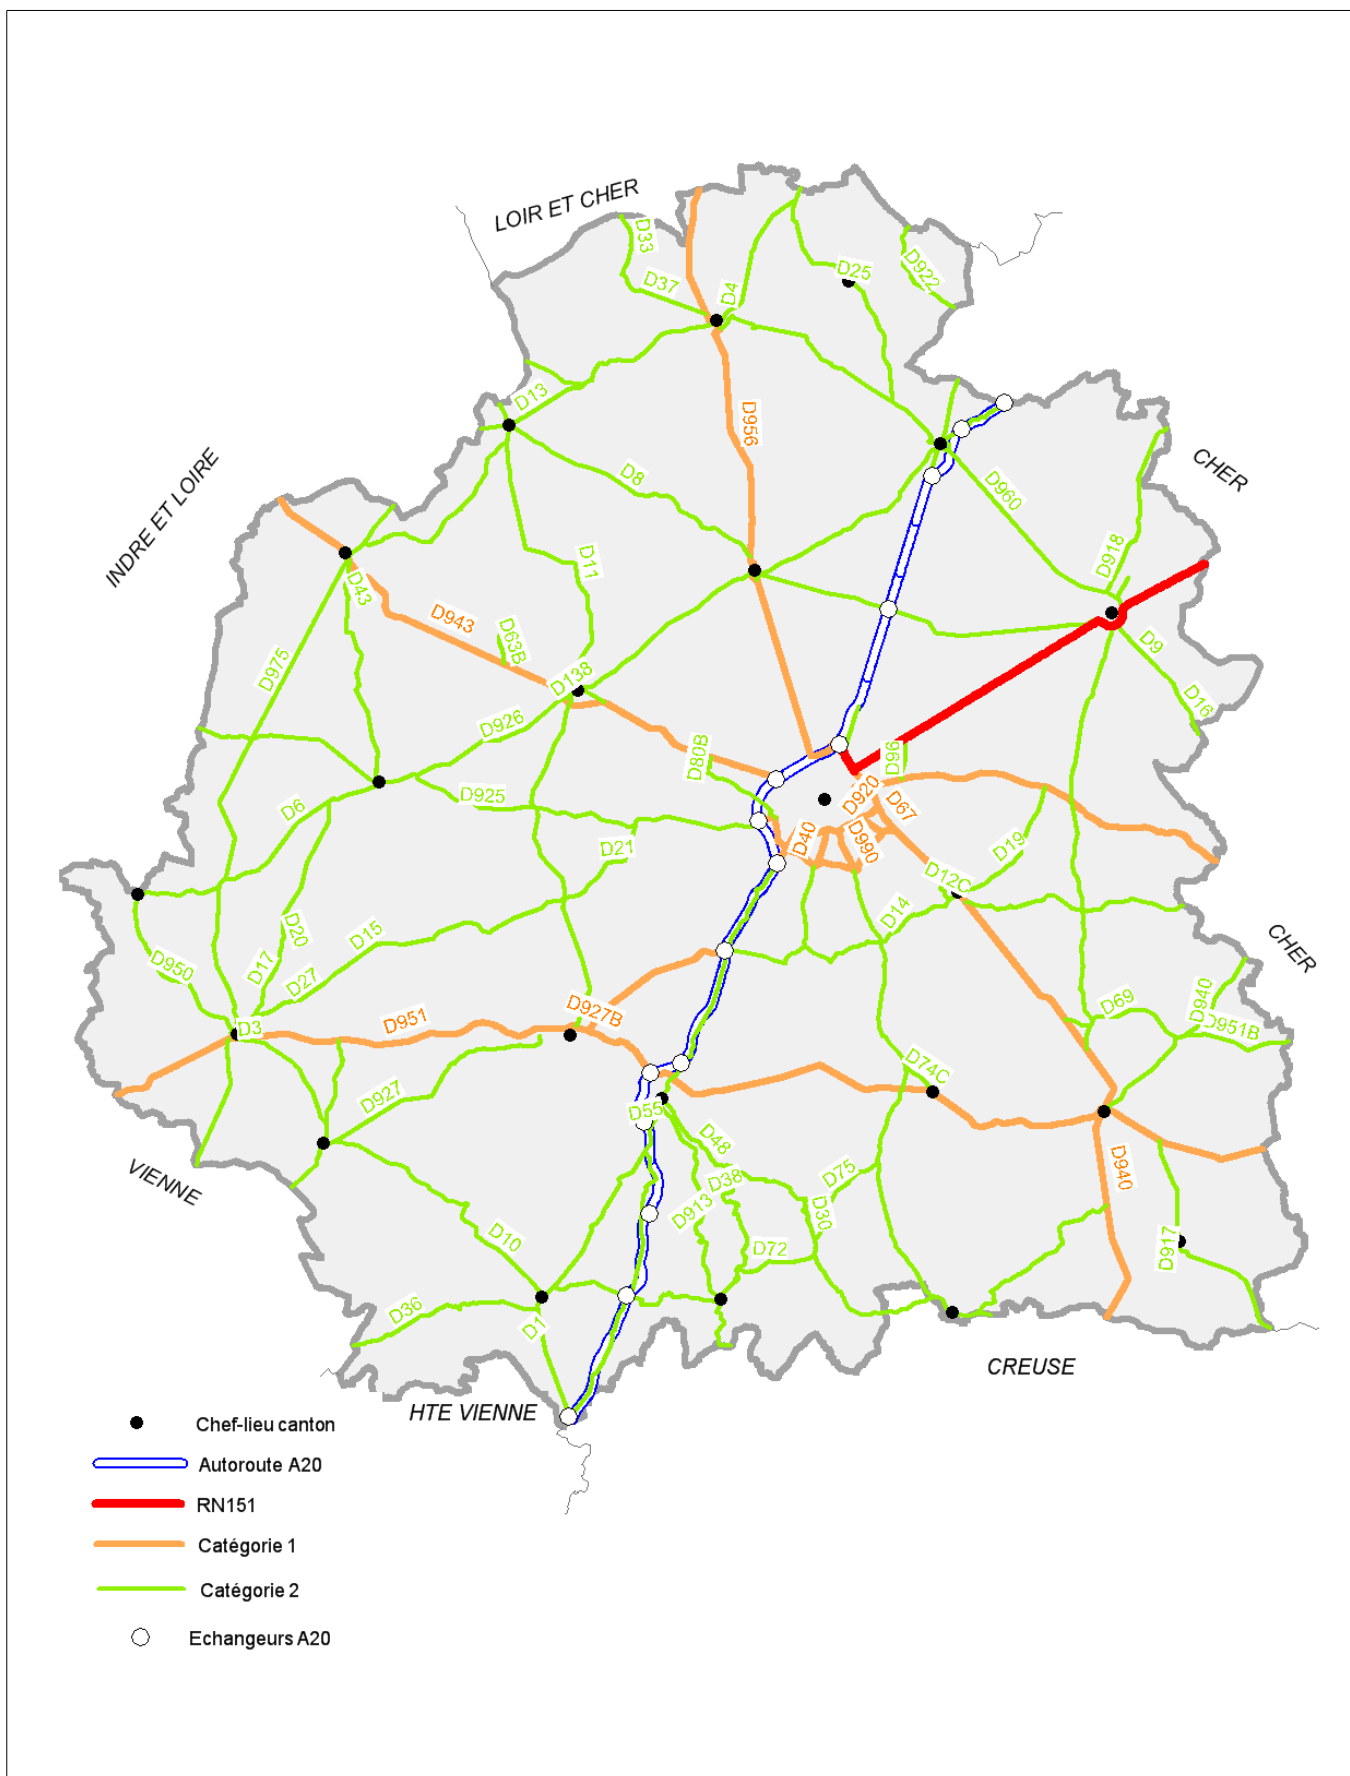 LOIR ET CHER
D33
D37
D4
D25
D922
D13
D956
INDRE ET LOIRE
D8
D960
CHER
D918
D11
D43
D943
D63B
D975
D138
D9
D16
D926
D80B
D96
D925
D6
D920
D67
D40
D990
D21
D19
D12C
D20
D15
D14
D17
D27
D950
CHER
D3
D951
D927B
D69
D940
D951B
D927
D74C
D55
D48
VIENNE
D38
D75
D940
D913
D30
D10
D72
D917
D36
D1
CREUSE
HTE VIENNE
Chef-lieu canton
Autoroute A20
RN151
Catégorie 1
Catégorie 2
Echangeurs A20